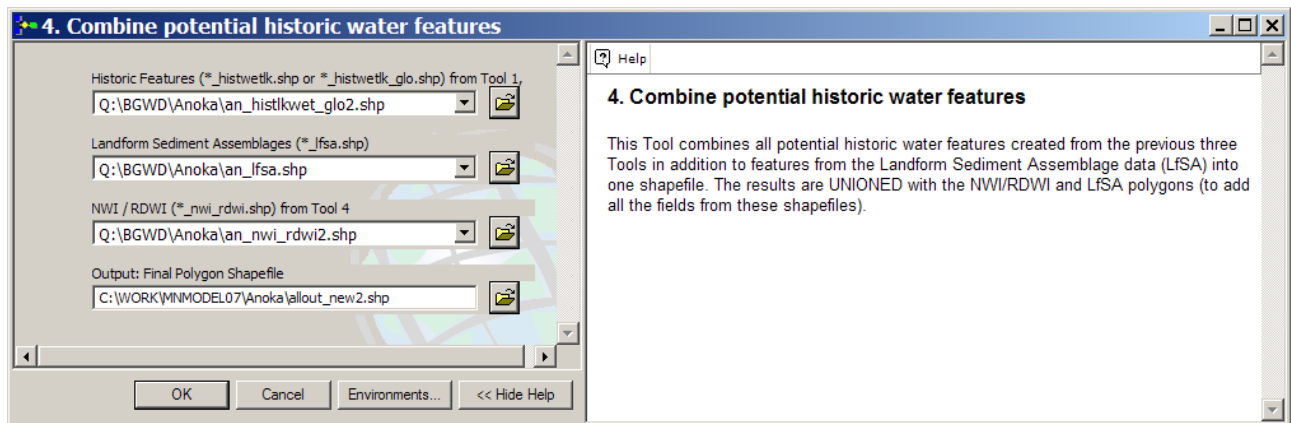 4. Combine potential historic water features
Historic Features (*_histwetlk.shp or *_histwetlk_glo.shp) from Tool 1,
Q:\BGWD\Anoka\an_histlkwet_glo2.shp
Landform Sediment Assemblages (*_lfsa.shp)
Q:\BGWD\Anoka\an_lfsa.shp
NWI / RDWI (*_nwi_rdwi.shp) from Tool 4
Q:\BGWD\Anoka\an_nwi_rdwi2.shp
Output: Final Polygon Shapefile
C:\WORK\MNMODEL07\Anoka\allout_new2.shp
OK
Cancel
Environments...
<< Hide Help
Help
4. Combine potential historic water features
This Tool combines all potential historic water features created from the previous three
Tools in addition to features from the Landform Sediment Assemblage data (LfSA) into
one shapefile. The results are UNIONED with the NWI/RDWI and LfSA polygons (to add
all the fields from these shapefiles).